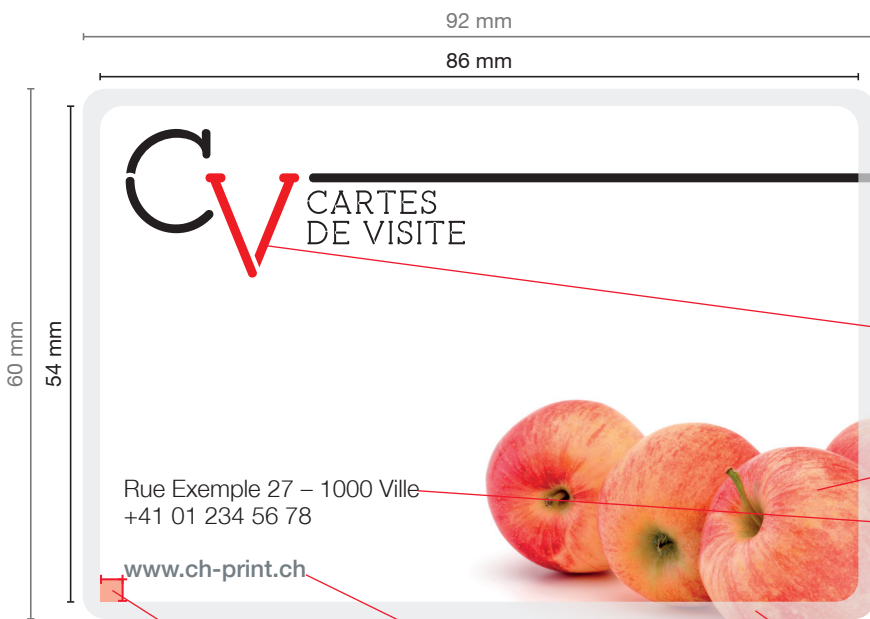 92 mm
86 mm
60 mm
54 mm
CV
CARTES
DE VISITE
Rue Exemple 27 – 1000 Ville
+41 01 234 56 78
www.ch-print.ch